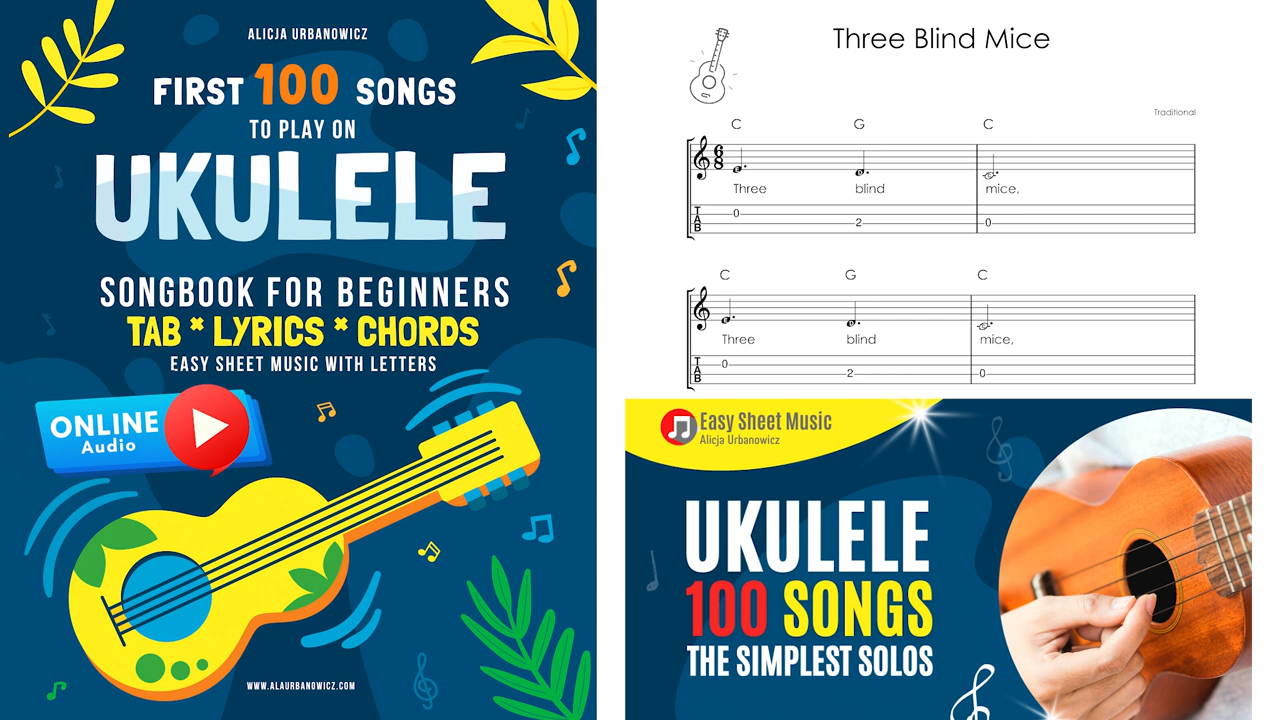 ALICJA URBANOWICZ
FIRST 100 SONGS
TO PLAY ON
UKULELE
SONGBOOK FOR BEGINNERS
TAB * LYRICS * CHORDS
EASY SHEET MUSIC WITH LETTERS
ONLINE
Audio
WWW.ALAURBANOWICZ.COM
Three Blind Mice
Traditional
C G C
6
8
Three blind mice,
T
A
B
0 2 0
C G C
Three blind mice,
T
A
B
0 2 0
Easy Sheet Music
Alicja Urbanowicz
UKULELE
100 SONGS
THE SIMPLEST SOLOS